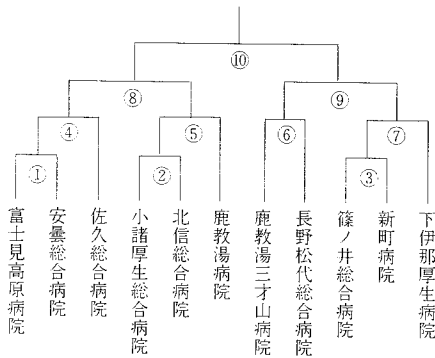 ⑩
⑧
⑨
④
⑤
⑥
⑦
①
②
③
富士見高原病院
安曇総合病院
佐久総合病院
小諸厚生総合病院
北信総合病院
鹿教湯病院
鹿教湯三才山病院
長野松代総合病院
篠ノ井総合病院
新町病院
下伊那厚生病院